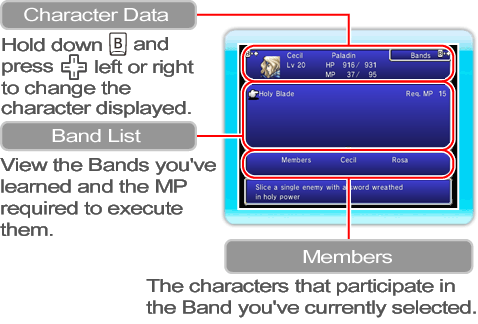 Character Data
Hold down B and
press left or right
to change the
character displayed.
Band List
View the Bands you've
learned and the MP
required to execute
them.
B Cecil Paladin Bands B
Lv 20 HP 916/ 931
MP 37/ 95
Holy Blade Req. MP 15
Members Cecil Rosa
Slice a single enemy with a sword wreathed
in holy power
Members
The characters that participate in
the Band you've currently selected.